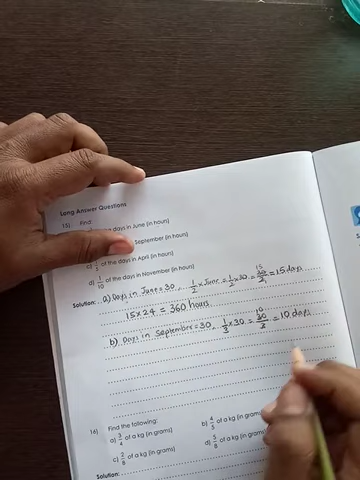 Long Answer Questions
15) Find:
days in June (in hours)
September (in hours)
of the days in April (in hours)
d) 1/10 of the days in November (in hours)
Solution: a) Days in June = 30, 1/2 × June = 1/2 × 30 = 15 30/2 = 15 days
15 × 24 = 360 hours
b) Days in September = 30, 1/3 × 30 = 10 30/3 = 10 days
16) Find the following:
a) 3/4 of a kg (in grams) b) 4/5 of a kg (in grams)
c) 2/8 of a kg (in grams) d) 5/8 of a kg (in grams)
Solution: